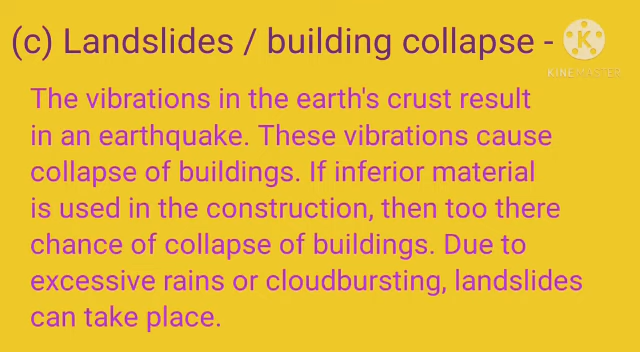 (c) Landslides / building collapse -
K
KINEMASTER
The vibrations in the earth's crust result
in an earthquake. These vibrations cause
collapse of buildings. If inferior material
is used in the construction, then too there
chance of collapse of buildings. Due to
excessive rains or cloudbursting, landslides
can take place.